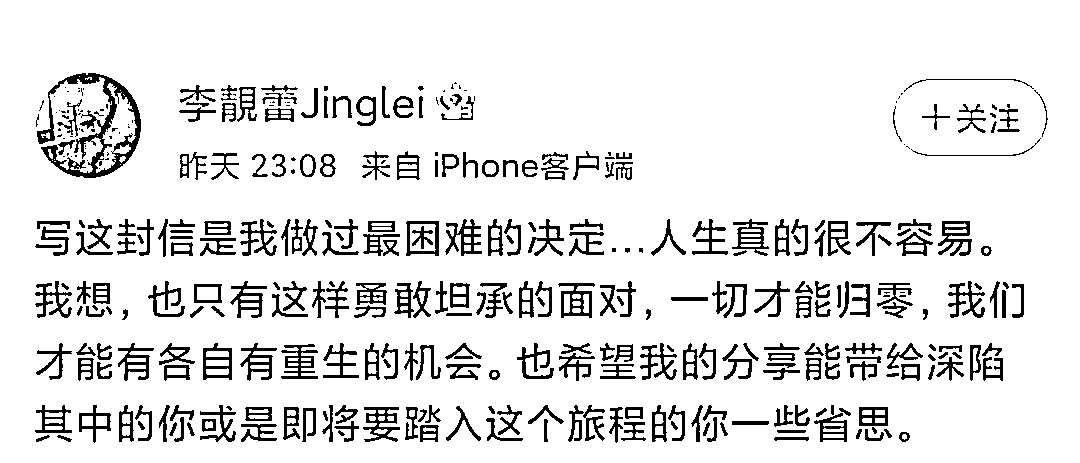 李靚蕾Jinglei
+关注
昨天 23:08 来自 iPhone客户端
写这封信是我做过最困难的决定...人生真的很不容易。
我想，也只有这样勇敢坦承的面对，一切才能归零，我们
才能有各自有重生的机会。也希望我的分享能带给深陷
其中的你或是即将要踏入这个旅程的你一些省思。